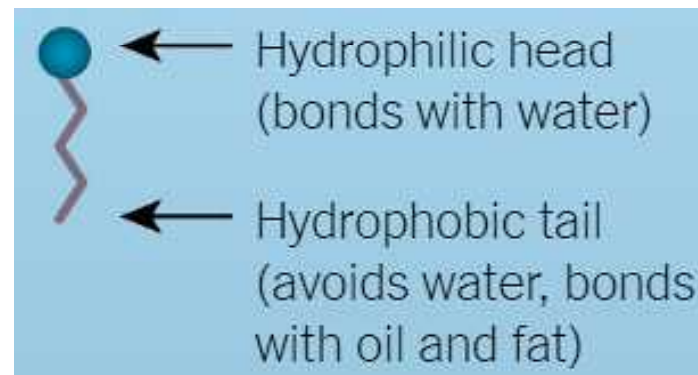 Hydrophilic head
(bonds with water)
Hydrophobic tail
(avoids water, bonds
with oil and fat)